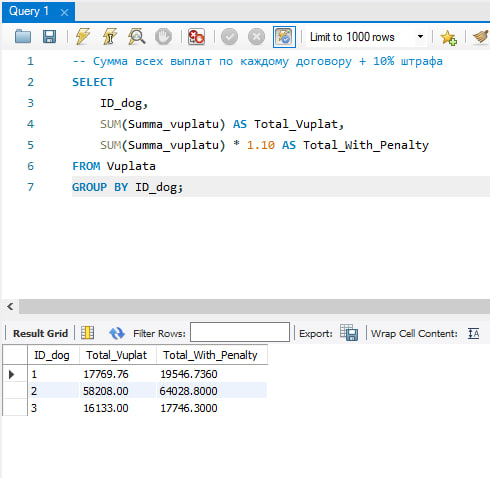 Query 1
Limit to 1000 rows
1 -- Сумма всех выплат по каждому договору + 10% штрафа
2 SELECT
3 ID_dog,
4 SUM(Summa_vuplatu) AS Total_Vuplat,
5 SUM(Summa_vuplatu) * 1.10 AS Total_With_Penalty
6 FROM Vuplata
7 GROUP BY ID_dog;
Result Grid Filter Rows: Export: Wrap Cell Content:
ID_dog Total_Vuplat Total_With_Penalty
1 17769.76 19546.7360
2 58208.00 64028.8000
3 16133.00 17746.3000